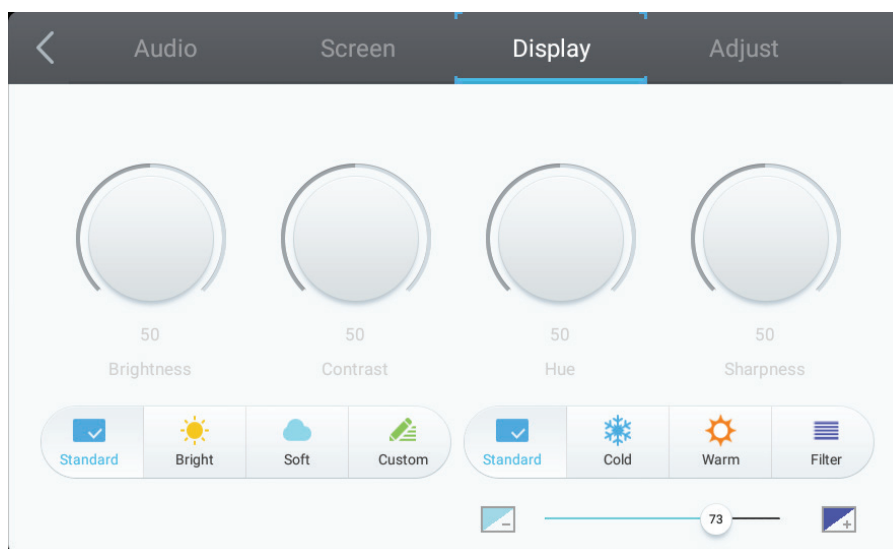 Audio Screen Display Adjust
50 50 50 50
Brightness Contrast Hue Sharpness
Standard Bright Soft Custom Standard Cold Warm Filter
73